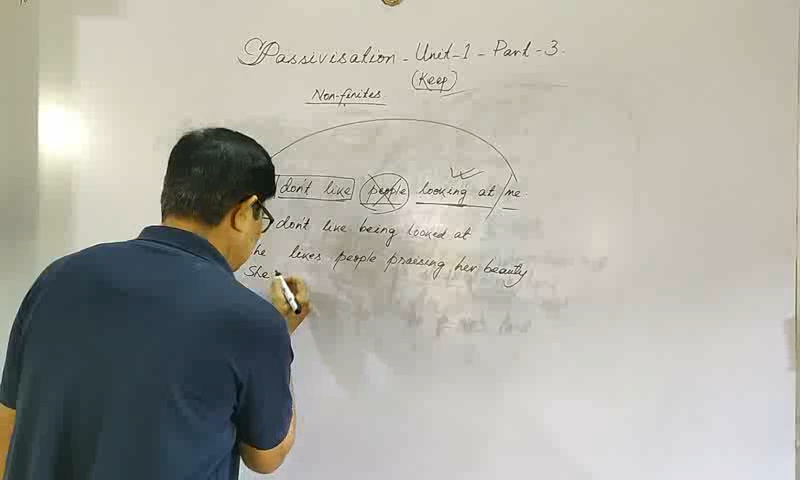 Passivisation - Unit-1 - Part-3.
(Keep)
Non-finites
don't like people looking at me
don't like being looked at
he likes people praising her beauty
She